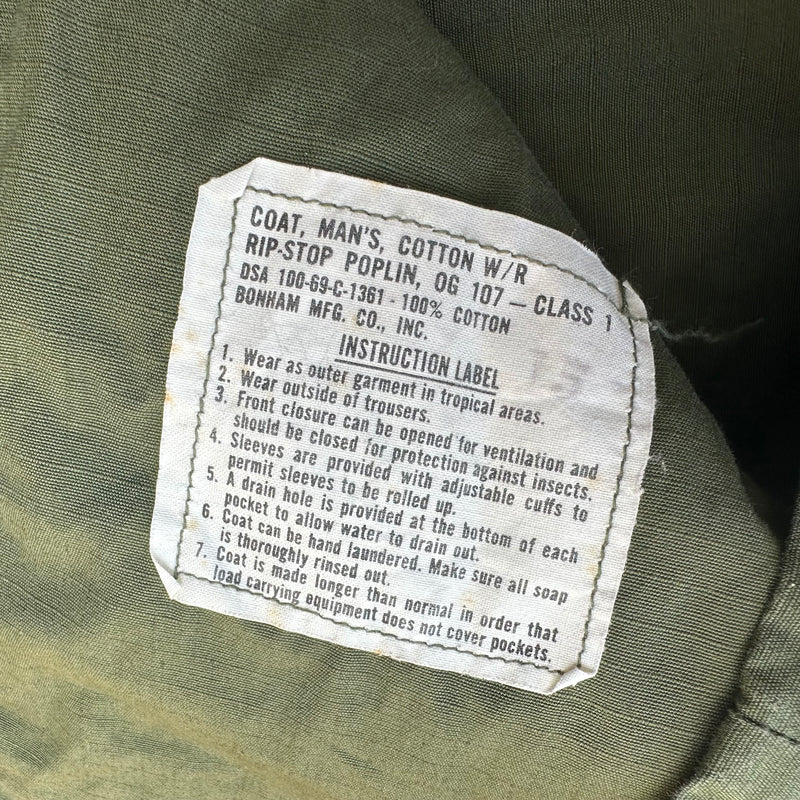 COAT, MAN'S, COTTON W/R
RIP-STOP POPLIN, OG 107 – CLASS 1
DSA 100-69-C-1361 - 100% COTTON
BONHAM MFG. CO., INC.
INSTRUCTION LABEL
1. Wear as outer garment in tropical areas.
2. Wear outside of trousers.
3. Front closure can be opened for ventilation and
should be closed for protection against insects.
4. Sleeves are provided with adjustable cuffs to
permit sleeves to be rolled up.
5. A drain hole is provided at the bottom of each
pocket to allow water to drain out.
6. Coat can be hand laundered. Make sure all soap
is thoroughly rinsed out.
7. Coat is made longer than normal in order that
load carrying equipment does not cover pockets.